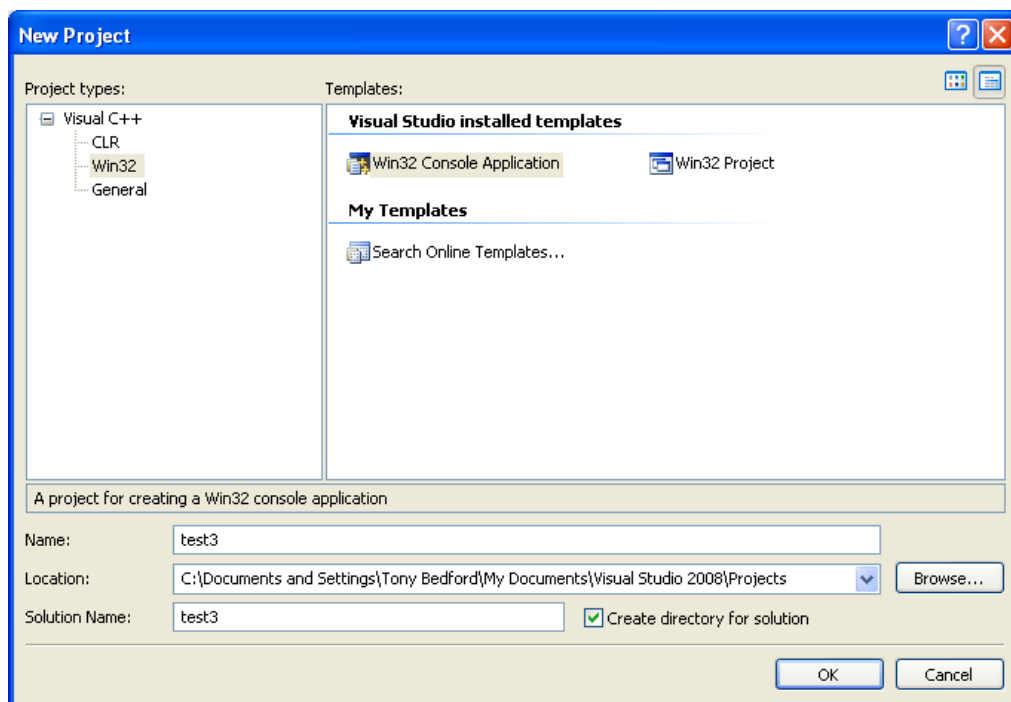 New Project
Project types:
Templates:
Visual C++
CLR
Win32
General
Visual Studio installed templates
Win32 Console Application
Win32 Project
My Templates
Search Online Templates...
A project for creating a Win32 console application
Name:
test3
Location:
C:\Documents and Settings\Tony Bedford\My Documents\Visual Studio 2008\Projects
Browse...
Solution Name:
test3
Create directory for solution
OK
Cancel